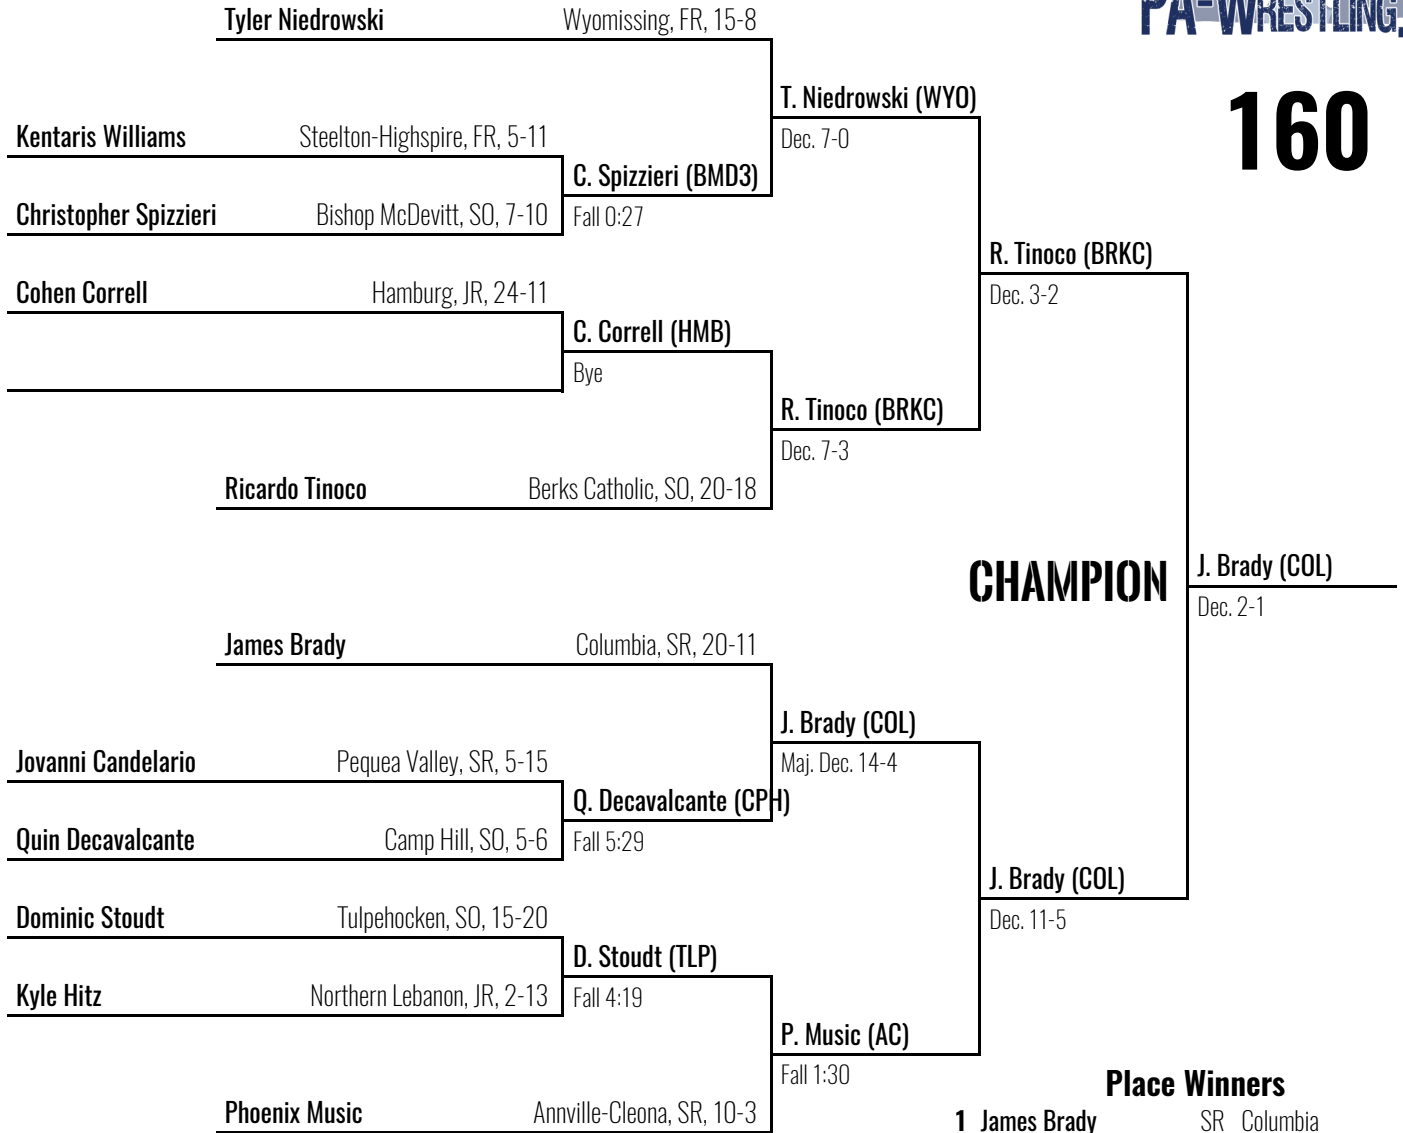 Tyler Niedrowski Wyomissing, FR, 15-8
PA-WRESTLING.
T. Niedrowski (WYO)
Dec. 7-0
160
Kentaris Williams Steelton-Highspire, FR, 5-11
C. Spizzieri (BMD3)
Fall 0:27
Christopher Spizzieri Bishop McDevitt, SO, 7-10
R. Tinoco (BRKC)
Dec. 3-2
Cohen Correll Hamburg, JR, 24-11
C. Correll (HMB)
Bye
R. Tinoco (BRKC)
Dec. 7-3
Ricardo Tinoco Berks Catholic, SO, 20-18
CHAMPION
J. Brady (COL)
Dec. 2-1
James Brady Columbia, SR, 20-11
J. Brady (COL)
Maj. Dec. 14-4
Jovanni Candelario Pequea Valley, SR, 5-15
Q. Decavalcante (CPH)
Fall 5:29
Quin Decavalcante Camp Hill, SO, 5-6
J. Brady (COL)
Dec. 11-5
Dominic Stoudt Tulpehocken, SO, 15-20
D. Stoudt (TLP)
Fall 4:19
Kyle Hitz Northern Lebanon, JR, 2-13
P. Music (AC)
Fall 1:30
Phoenix Music Annville-Cleona, SR, 10-3
Place Winners
1 James Brady SR Columbia